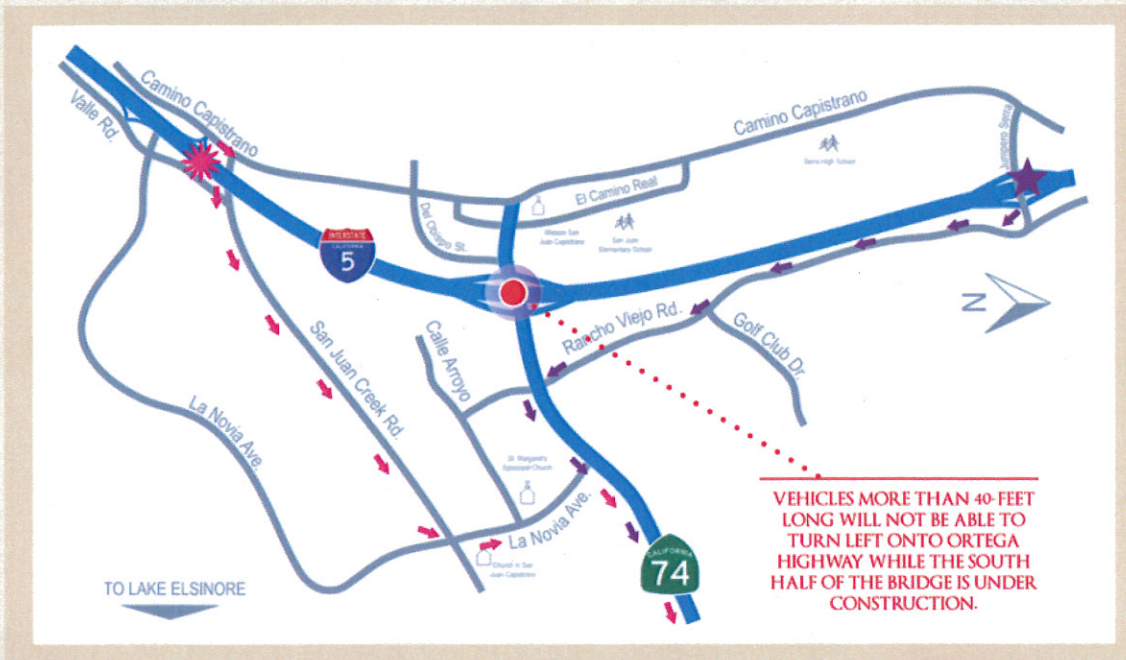 Camino Capistrano
Valle Rd.
Camino Capistrano
Junipero Serra
Serra High School
El Camino Real
Del Obispo St.
Mission San
Juan Capistrano
San Juan
Elementary School
INTERSTATE
CALIFORNIA
5
N
Rancho Viejo Rd.
Golf Club Dr.
Calle Arroyo
San Juan Creek Rd.
La Novia Ave.
St. Margaret's
Episcopal Church
La Novia Ave.
Church in San
Juan Capistrano
CALIFORNIA
74
TO LAKE ELSINORE
VEHICLES MORE THAN 40-FEET
LONG WILL NOT BE ABLE TO
TURN LEFT ONTO ORTEGA
HIGHWAY WHILE THE SOUTH
HALF OF THE BRIDGE IS UNDER
CONSTRUCTION.